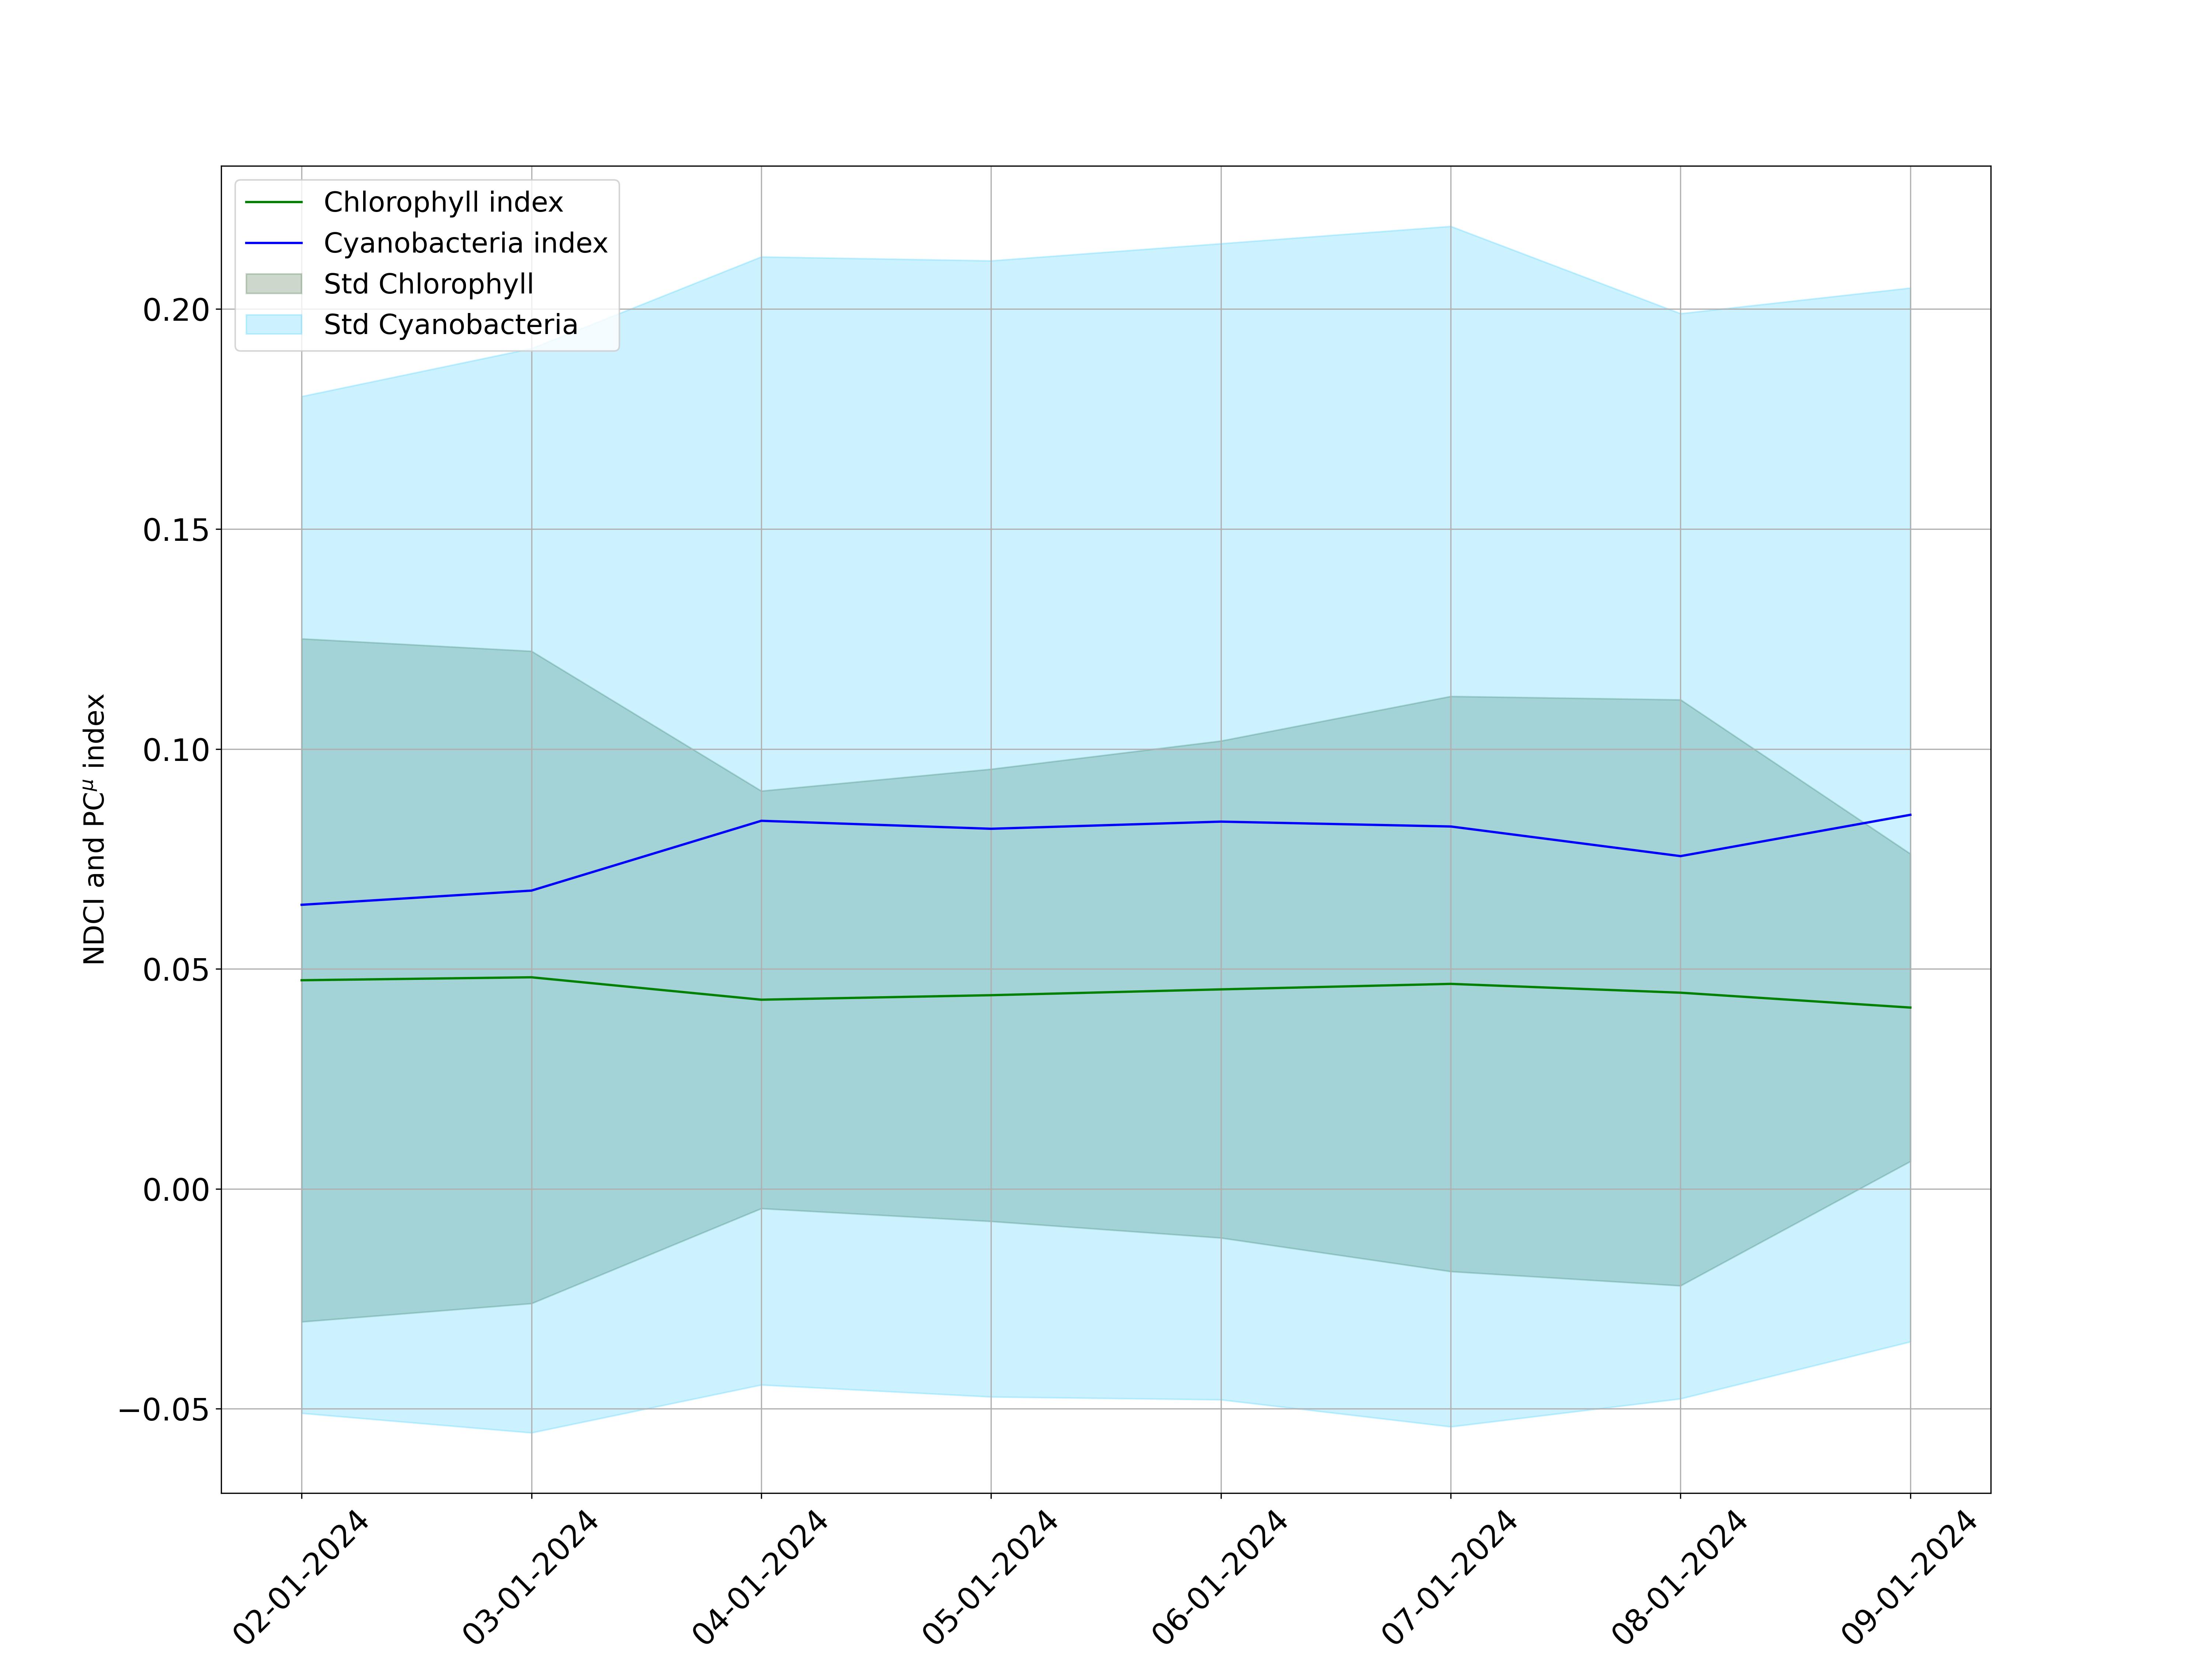 Chlorophyll index
Cyanobacteria index
Std Chlorophyll
Std Cyanobacteria
0.20
0.15
0.10
0.05
0.00
−0.05
NDCI and PC^μ index
02-01-2024
03-01-2024
04-01-2024
05-01-2024
06-01-2024
07-01-2024
08-01-2024
09-01-2024